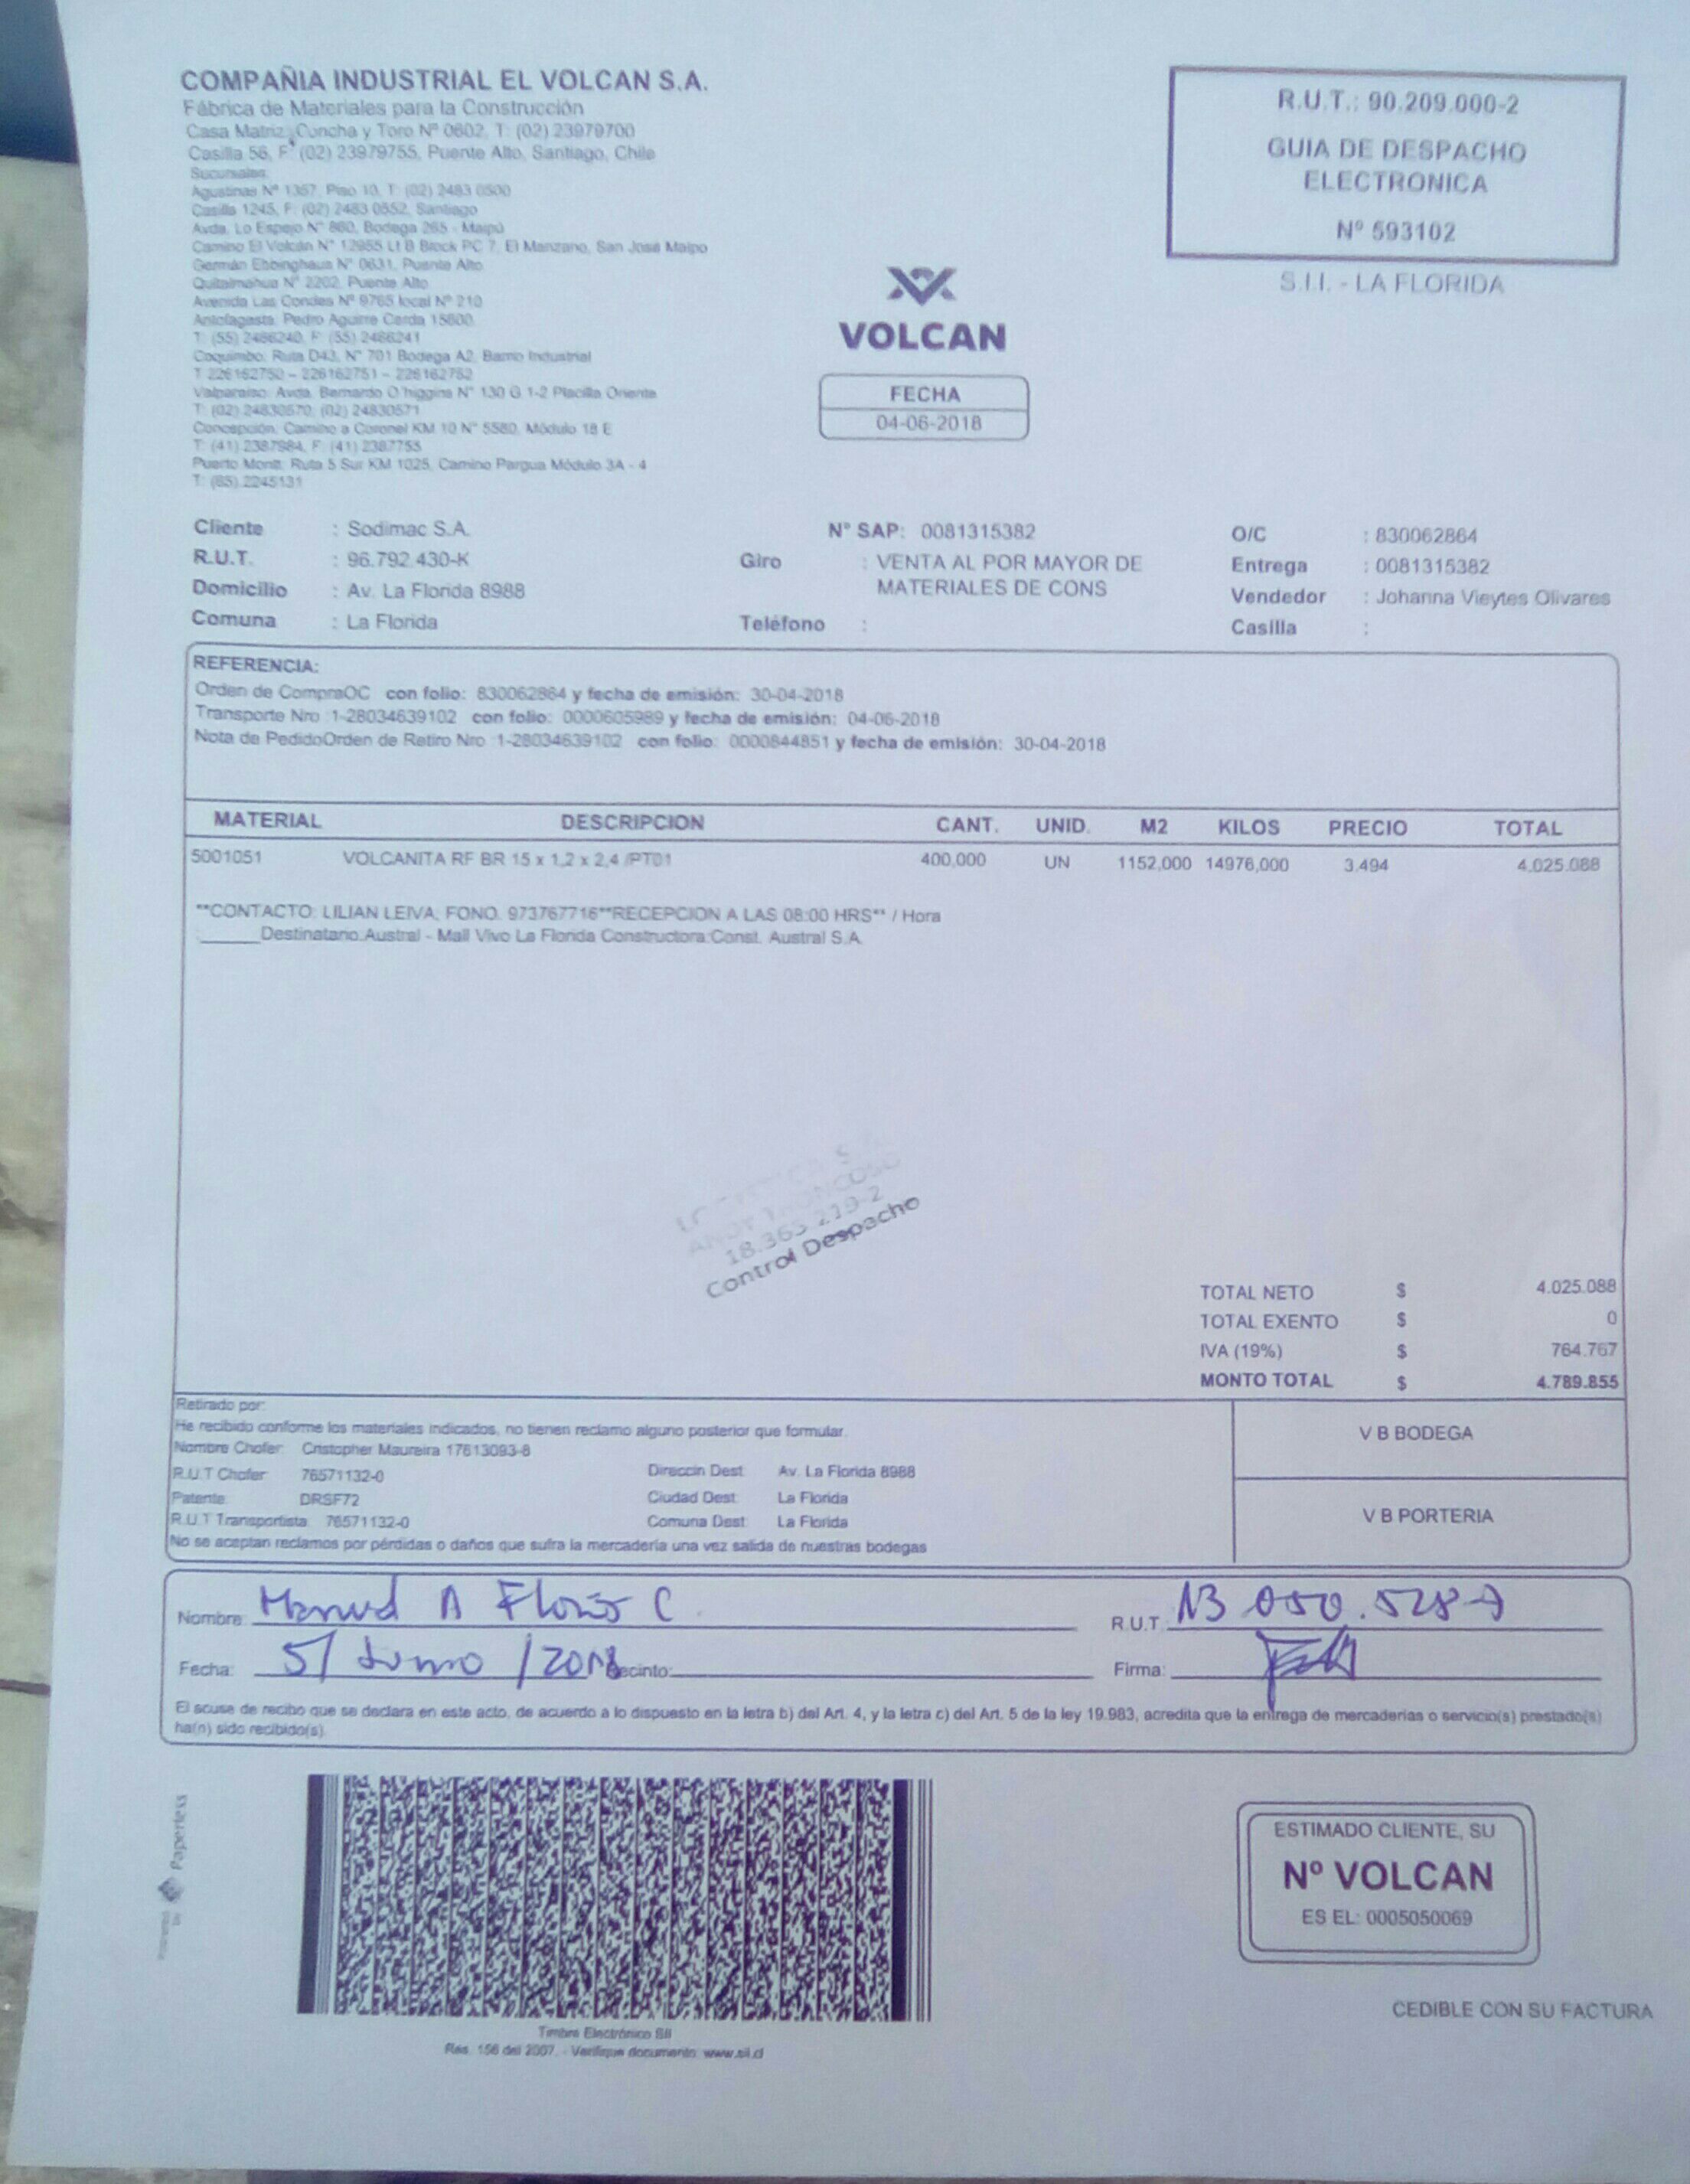 COMPAÑIA INDUSTRIAL EL VOLCAN S.A.
Fábrica de Materiales para la Construcción
Casa Matriz: Concha y Toro Nº 0602, T: (02) 23979700
Casilla 56, F: (02) 23979755, Puente Alto, Santiago, Chile
Sucursales:
Agustinas Nº 1357, Piso 10, T: (02) 2483 0500
Casilla 1245, F: (02) 2483 0552, Santiago
Avda. Lo Espejo N° 860, Bodega 265 - Maipú
Camino El Volcán N° 12955 Lt B Block PC 7, El Manzano, San José Maipo
Germán Ebbinghaus N° 0631, Puente Alto
Quitalmahue N° 2202, Puente Alto
Avenida Las Condes Nº 9765 local Nº 210
Antofagasta: Pedro Aguirre Cerda 15600
T: (55) 2486240, F: (55) 2486241
Coquimbo: Ruta D43, N° 701 Bodega A2, Barrio Industrial
T 226162750 – 226162751 – 226162752
Valparaíso: Avda. Bernardo O'higgins N° 130 G 1-2 Placilla Oriente
T: (02) 24830570, (02) 24830571
Concepción: Camino a Coronel KM 10 N° 5580, Módulo 18 E
T: (41) 2387984, F: (41) 2387755
Puerto Montt: Ruta 5 Sur KM 1025, Camino Pargua Módulo 3A - 4
T: (65) 2245131
R.U.T.: 90.209.000-2
GUIA DE DESPACHO
ELECTRONICA
Nº 593102
S.I.I. - LA FLORIDA
VOLCAN
FECHA
04-06-2018
Cliente : Sodimac S.A.
R.U.T. : 96.792.430-K
Domicilio : Av. La Florida 8988
Comuna : La Florida
N° SAP: 0081315382
Giro : VENTA AL POR MAYOR DE
MATERIALES DE CONS
Teléfono :
O/C : 830062864
Entrega : 0081315382
Vendedor : Johanna Vieytes Olivares
Casilla :
REFERENCIA:
Orden de CompraOC con folio: 830062864 y fecha de emisión: 30-04-2018
Transporte Nro :1-28034639102 con folio: 0000605989 y fecha de emisión: 04-06-2018
Nota de PedidoOrden de Retiro Nro :1-28034639102 con folio: 0000844851 y fecha de emisión: 30-04-2018
MATERIAL DESCRIPCION CANT. UNID. M2 KILOS PRECIO TOTAL
5001051 VOLCANITA RF BR 15 x 1,2 x 2,4 /PT01 400,000 UN 1152,000 14976,000 3.494 4.025.088
**CONTACTO: LILIAN LEIVA, FONO. 973767716**RECEPCION A LAS 08:00 HRS** / Hora
______Destinatario:Austral - Mall Vivo La Florida Constructora:Const. Austral S.A.
18.365.219-2
Control Despacho
TOTAL NETO $ 4.025.088
TOTAL EXENTO $ 0
IVA (19%) $ 764.767
MONTO TOTAL $ 4.789.855
Retirado por:
He recibido conforme los materiales indicados, no tienen reclamo alguno posterior que formular.
Nombre Chofer: Cristopher Maureira 17613093-8
R.U.T Chofer: 76571132-0 Direccin Dest: Av. La Florida 8988
Patente: DRSF72 Ciudad Dest: La Florida
R.U.T Transportista: 76571132-0 Comuna Dest: La Florida
No se aceptan reclamos por pérdidas o daños que sufra la mercadería una vez salida de nuestras bodegas
V B BODEGA
V B PORTERIA
Nombre: Manuel A Flores C. R.U.T. 13 050.528-7
Fecha: 5/ Junio /2018 Recinto: Firma:
El acuse de recibo que se declara en este acto, de acuerdo a lo dispuesto en la letra b) del Art. 4, y la letra c) del Art. 5 de la ley 19.983, acredita que la entrega de mercaderías o servicio(s) prestado(s)
ha(n) sido recibido(s).
Powered by Paperless
Timbre Electrónico SII
Res. 156 del 2007. - Verifique documento: www.sii.cl
ESTIMADO CLIENTE, SU
Nº VOLCAN
ES EL: 0005050069
CEDIBLE CON SU FACTURA